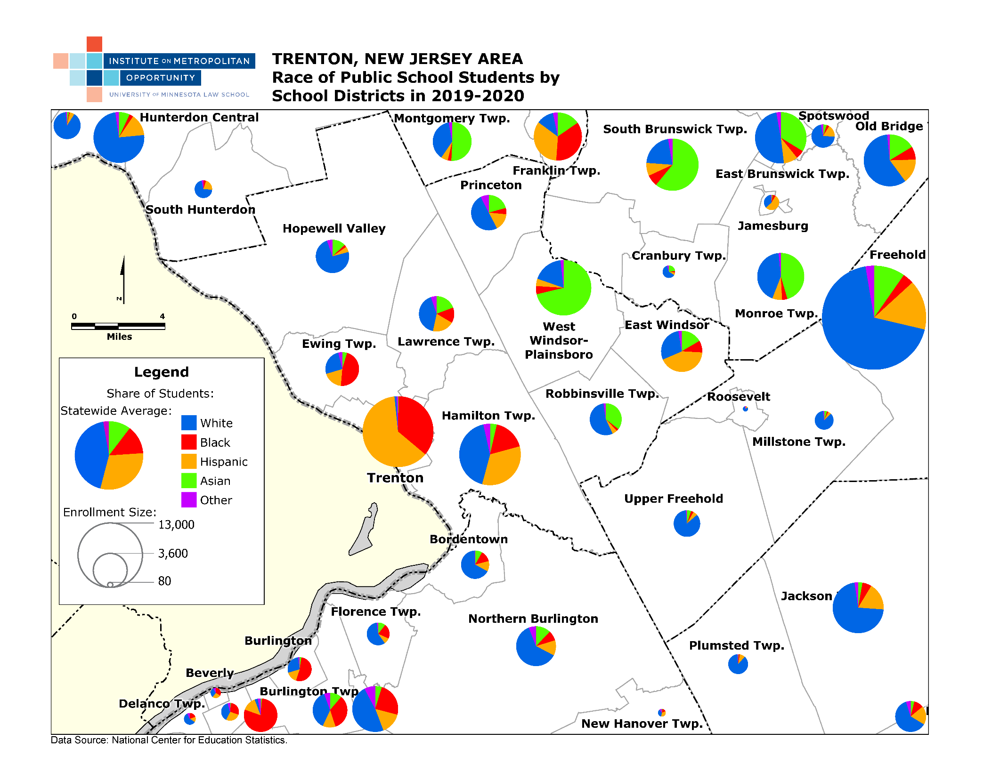 INSTITUTE ON METROPOLITAN
OPPORTUNITY
UNIVERSITY OF MINNESOTA LAW SCHOOL
TRENTON, NEW JERSEY AREA
Race of Public School Students by
School Districts in 2019-2020
Hunterdon Central
Montgomery Twp.
Spotswood
Old Bridge
South Brunswick Twp.
Franklin Twp.
East Brunswick Twp.
Princeton
South Hunterdon
Hopewell Valley
Jamesburg
Cranbury Twp.
Freehold
N
0 4
Miles
Monroe Twp.
West
Windsor-
Plainsboro
East Windsor
Ewing Twp.
Lawrence Twp.
Robbinsville Twp.
Roosevelt
Hamilton Twp.
Millstone Twp.
Trenton
Upper Freehold
Bordentown
Jackson
Florence Twp.
Northern Burlington
Burlington
Plumsted Twp.
Beverly
Burlington Twp
Delanco Twp.
New Hanover Twp.
Legend
Share of Students:
Statewide Average:
White
Black
Hispanic
Asian
Other
Enrollment Size:
13,000
3,600
80
Data Source: National Center for Education Statistics.